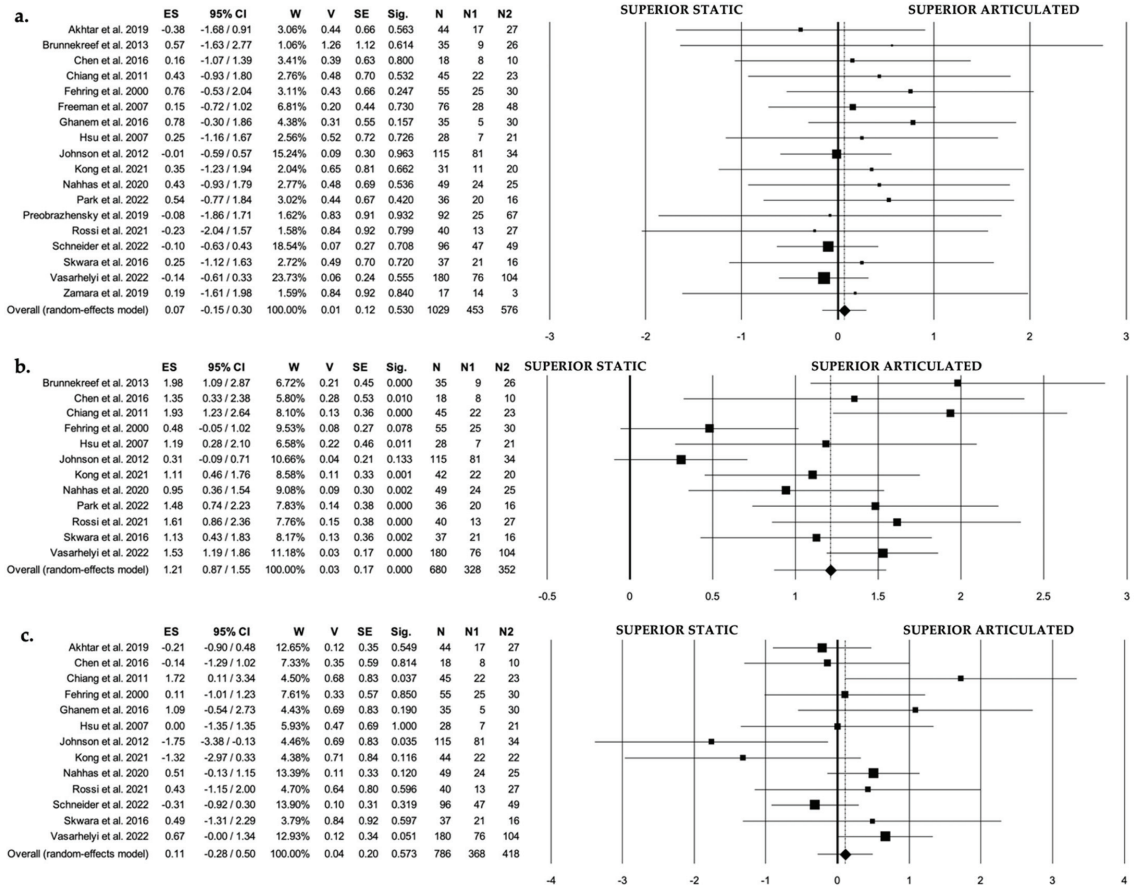 a. ES 95% CI W V SE Sig. N N1 N2 SUPERIOR STATIC SUPERIOR ARTICULATED
Akhtar et al. 2019 -0.38 -1.68 / 0.91 3.06% 0.44 0.66 0.563 44 17 27
Brunnekreef et al. 2013 0.57 -1.63 / 2.77 1.06% 1.26 1.12 0.614 35 9 26
Chen et al. 2016 0.16 -1.07 / 1.39 3.41% 0.39 0.63 0.800 18 8 10
Chiang et al. 2011 0.43 -0.93 / 1.80 2.76% 0.48 0.70 0.532 45 22 23
Fehring et al. 2000 0.76 -0.53 / 2.04 3.11% 0.43 0.66 0.247 55 25 30
Freeman et al. 2007 0.15 -0.72 / 1.02 6.81% 0.20 0.44 0.730 76 28 48
Ghanem et al. 2016 0.78 -0.30 / 1.86 4.38% 0.31 0.55 0.157 35 5 30
Hsu et al. 2007 0.25 -1.16 / 1.67 2.56% 0.52 0.72 0.726 28 7 21
Johnson et al. 2012 -0.01 -0.59 / 0.57 15.24% 0.09 0.30 0.963 115 81 34
Kong et al. 2021 0.35 -1.23 / 1.94 2.04% 0.65 0.81 0.662 31 11 20
Nahhas et al. 2020 0.43 -0.93 / 1.79 2.77% 0.48 0.69 0.536 49 24 25
Park et al. 2022 0.54 -0.77 / 1.84 3.02% 0.44 0.67 0.420 36 20 16
Preobrazhensky et al. 2019 -0.08 -1.86 / 1.71 1.62% 0.83 0.91 0.932 92 25 67
Rossi et al. 2021 -0.23 -2.04 / 1.57 1.58% 0.84 0.92 0.799 40 13 27
Schneider et al. 2022 -0.10 -0.63 / 0.43 18.54% 0.07 0.27 0.708 96 47 49
Skwara et al. 2016 0.25 -1.12 / 1.63 2.72% 0.49 0.70 0.720 37 21 16
Vasarhelyi et al. 2022 -0.14 -0.61 / 0.33 23.73% 0.06 0.24 0.555 180 76 104
Zamara et al. 2019 0.19 -1.61 / 1.98 1.59% 0.84 0.92 0.840 17 14 3
Overall (random-effects model) 0.07 -0.15 / 0.30 100.00% 0.01 0.12 0.530 1029 453 576
-3 -2 -1 0 1 2 3
b. ES 95% CI W V SE Sig. N N1 N2 SUPERIOR STATIC SUPERIOR ARTICULATED
Brunnekreef et al. 2013 1.98 1.09 / 2.87 6.72% 0.21 0.45 0.000 35 9 26
Chen et al. 2016 1.35 0.33 / 2.38 5.80% 0.28 0.53 0.010 18 8 10
Chiang et al. 2011 1.93 1.23 / 2.64 8.10% 0.13 0.36 0.000 45 22 23
Fehring et al. 2000 0.48 -0.05 / 1.02 9.53% 0.08 0.27 0.078 55 25 30
Hsu et al. 2007 1.19 0.28 / 2.10 6.58% 0.22 0.46 0.011 28 7 21
Johnson et al. 2012 0.31 -0.09 / 0.71 10.66% 0.04 0.21 0.133 115 81 34
Kong et al. 2021 1.11 0.46 / 1.76 8.58% 0.11 0.33 0.001 42 22 20
Nahhas et al. 2020 0.95 0.36 / 1.54 9.08% 0.09 0.30 0.002 49 24 25
Park et al. 2022 1.48 0.74 / 2.23 7.83% 0.14 0.38 0.000 36 20 16
Rossi et al. 2021 1.61 0.86 / 2.36 7.76% 0.15 0.38 0.000 40 13 27
Skwara et al. 2016 1.13 0.43 / 1.83 8.17% 0.13 0.36 0.002 37 21 16
Vasarhelyi et al. 2022 1.53 1.19 / 1.86 11.18% 0.03 0.17 0.000 180 76 104
Overall (random-effects model) 1.21 0.87 / 1.55 100.00% 0.03 0.17 0.000 680 328 352
-0.5 0 0.5 1 1.5 2 2.5 3
c. ES 95% CI W V SE Sig. N N1 N2 SUPERIOR STATIC SUPERIOR ARTICULATED
Akhtar et al. 2019 -0.21 -0.90 / 0.48 12.65% 0.12 0.35 0.549 44 17 27
Chen et al. 2016 -0.14 -1.29 / 1.02 7.33% 0.35 0.59 0.814 18 8 10
Chiang et al. 2011 1.72 0.11 / 3.34 4.50% 0.68 0.83 0.037 45 22 23
Fehring et al. 2000 0.11 -1.01 / 1.23 7.61% 0.33 0.57 0.850 55 25 30
Ghanem et al. 2016 1.09 -0.54 / 2.73 4.43% 0.69 0.83 0.190 35 5 30
Hsu et al. 2007 0.00 -1.35 / 1.35 5.93% 0.47 0.69 1.000 28 7 21
Johnson et al. 2012 -1.75 -3.38 / -0.13 4.46% 0.69 0.83 0.035 115 81 34
Kong et al. 2021 -1.32 -2.97 / 0.33 4.38% 0.71 0.84 0.116 44 22 22
Nahhas et al. 2020 0.51 -0.13 / 1.15 13.39% 0.11 0.33 0.120 49 24 25
Rossi et al. 2021 0.43 -1.15 / 2.00 4.70% 0.64 0.80 0.596 40 13 27
Schneider et al. 2022 -0.31 -0.92 / 0.30 13.90% 0.10 0.31 0.319 96 47 49
Skwara et al. 2016 0.49 -1.31 / 2.29 3.79% 0.84 0.92 0.597 37 21 16
Vasarhelyi et al. 2022 0.67 -0.00 / 1.34 12.93% 0.12 0.34 0.051 180 76 104
Overall (random-effects model) 0.11 -0.28 / 0.50 100.00% 0.04 0.20 0.573 786 368 418
-4 -3 -2 -1 0 1 2 3 4